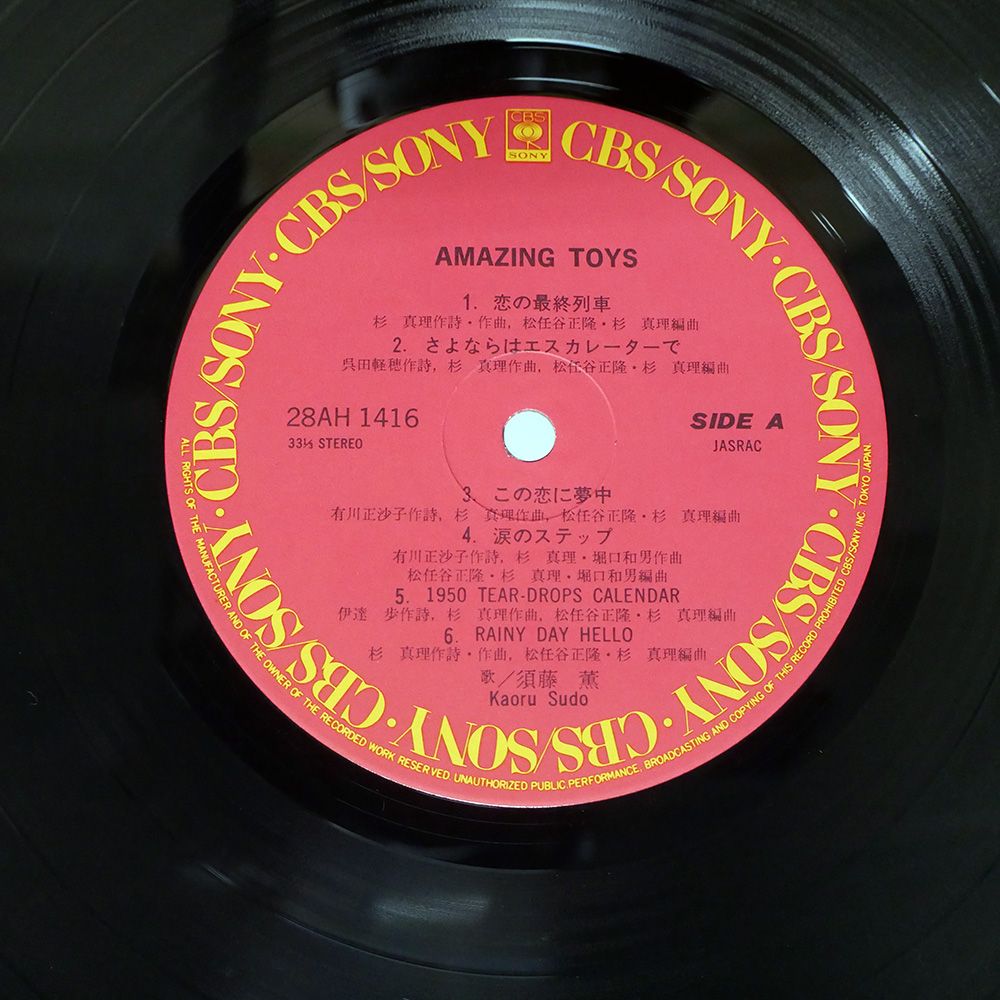 CBS
SONY
CBS/SONY · CBS/SONY · CBS/SONY · CBS/SONY · CBS/SONY · CBS/SONY · CBS/SONY · CBS/SONY
AMAZING TOYS
1. 恋の最終列車
杉 真理作詩・作曲, 松任谷正隆・杉 真理編曲
2. さよならはエスカレーターで
呉田軽穂作詩, 杉 真理作曲, 松任谷正隆・杉 真理編曲
28AH 1416
33⅓ STEREO
SIDE A
JASRAC
3. この恋に夢中
有川正沙子作詩, 杉 真理作曲, 松任谷正隆・杉 真理編曲
4. 涙のステップ
有川正沙子作詩, 杉 真理・堀口和男作曲
松任谷正隆・杉 真理・堀口和男編曲
5. 1950 TEAR-DROPS CALENDAR
伊達 歩作詩, 杉 真理作曲, 松任谷正隆・杉 真理編曲
6. RAINY DAY HELLO
杉 真理作詩・作曲, 松任谷正隆・杉 真理編曲
歌／須藤 薫
Kaoru Sudo
ALL RIGHTS OF THE MANUFACTURER AND OF THE OWNER OF THE RECORDED WORK RESERVED. UNAUTHORIZED PUBLIC PERFORMANCE, BROADCASTING AND COPYING OF THIS RECORD PROHIBITED CBS/SONY INC. TOKYO JAPAN.